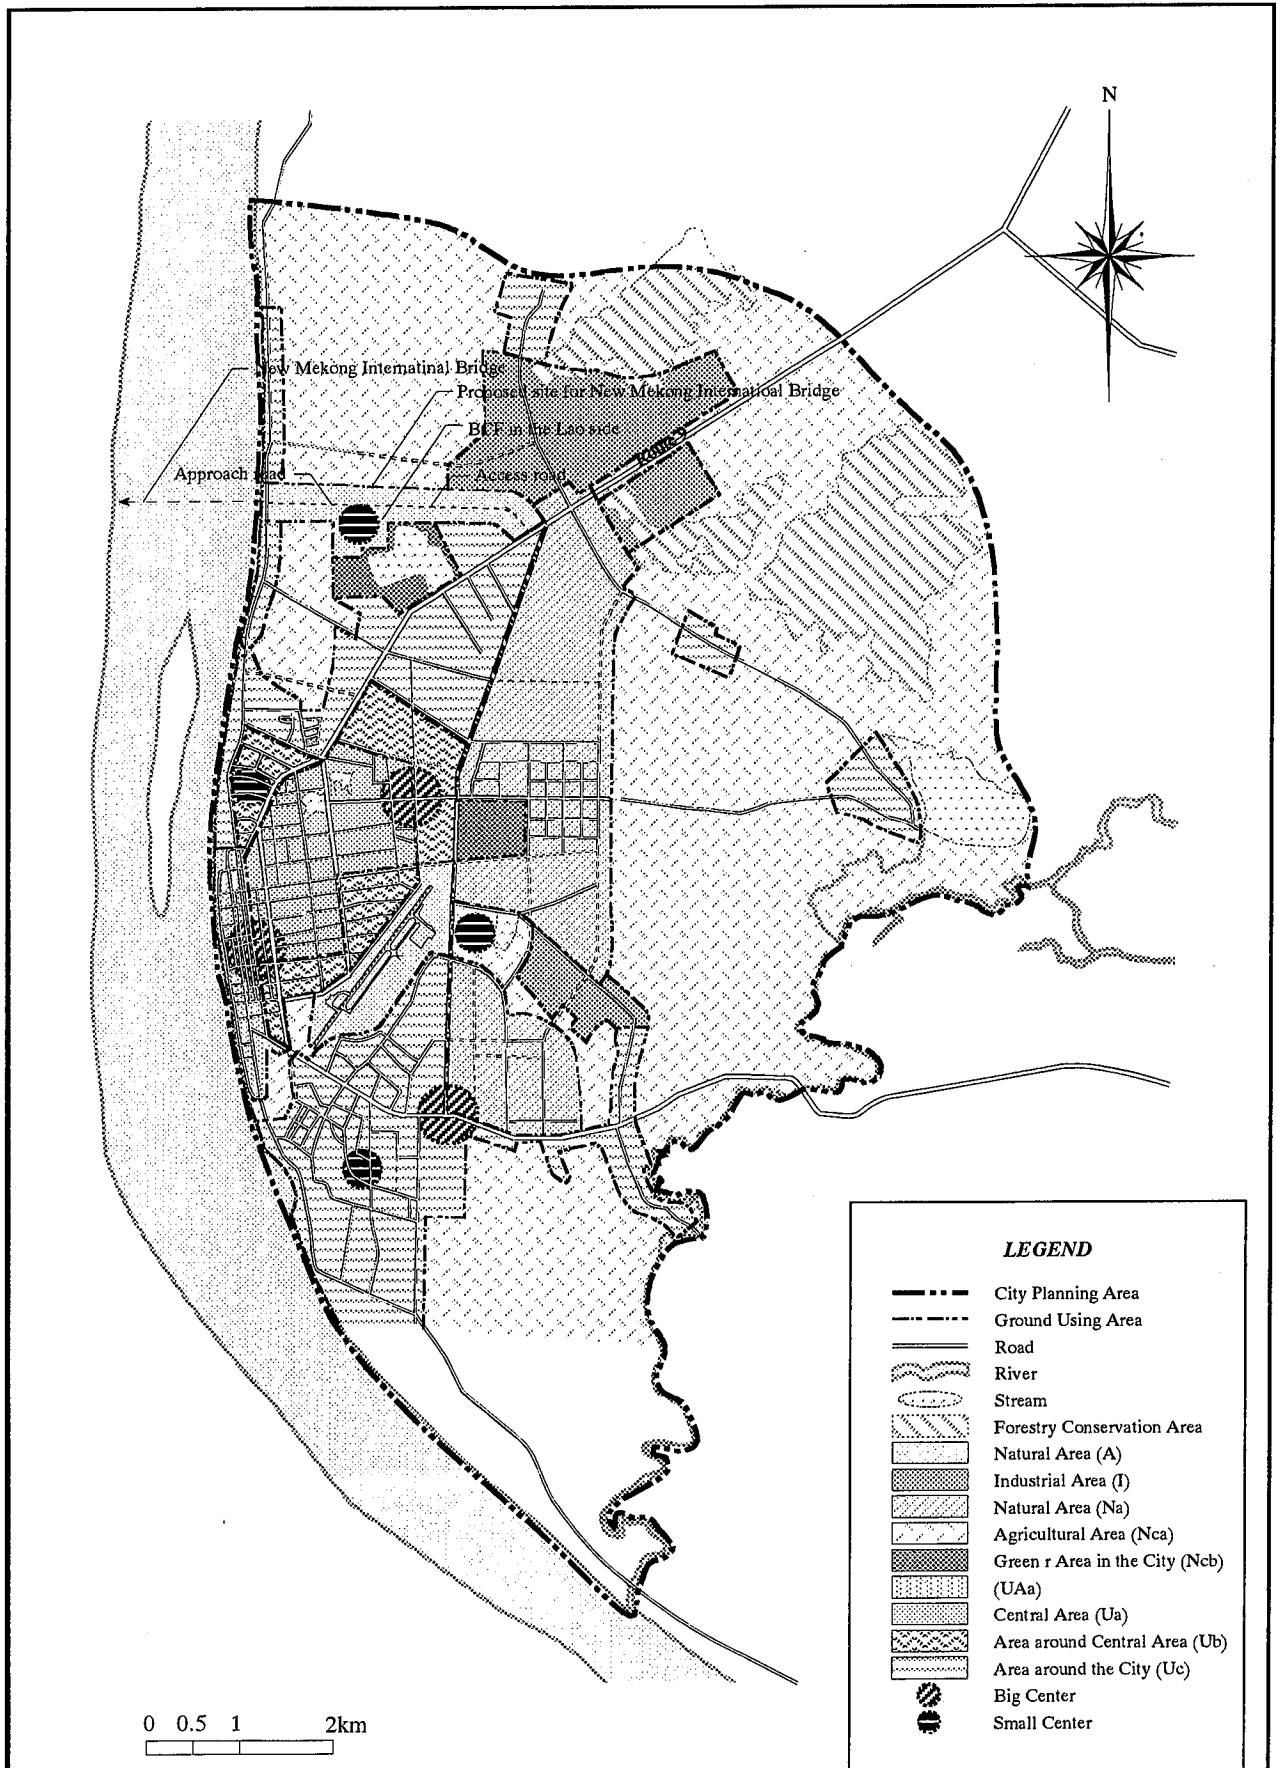 N
New Mekong Internatinal Bridge
Proposed site for New Mekong Internatioal Bridge
BCF in the Lao side
Route 9
Approach road
Access road
LEGEND
City Planning Area
Ground Using Area
Road
River
Stream
Forestry Conservation Area
Natural Area (A)
Industrial Area (I)
Natural Area (Na)
Agricultural Area (Nca)
Green r Area in the City (Ncb)
(UAa)
Central Area (Ua)
Area around Central Area (Ub)
Area around the City (Uc)
Big Center
Small Center
0 0.5 1 2km